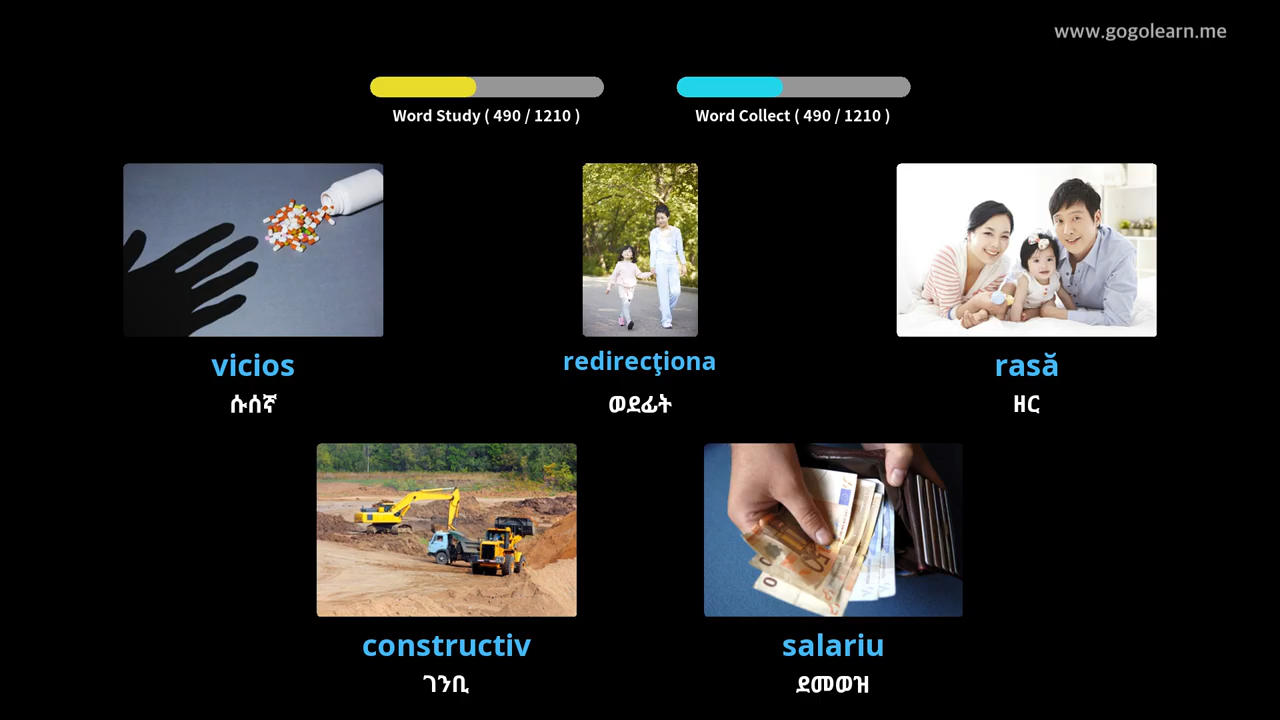 www.gogolearn.me
Word Study ( 490 / 1210 )
Word Collect ( 490 / 1210 )
vicios
ሱሰኛ
redirecţiona
ወደፊት
rasă
ዘር
constructiv
ገንቢ
salariu
ደመወዝ